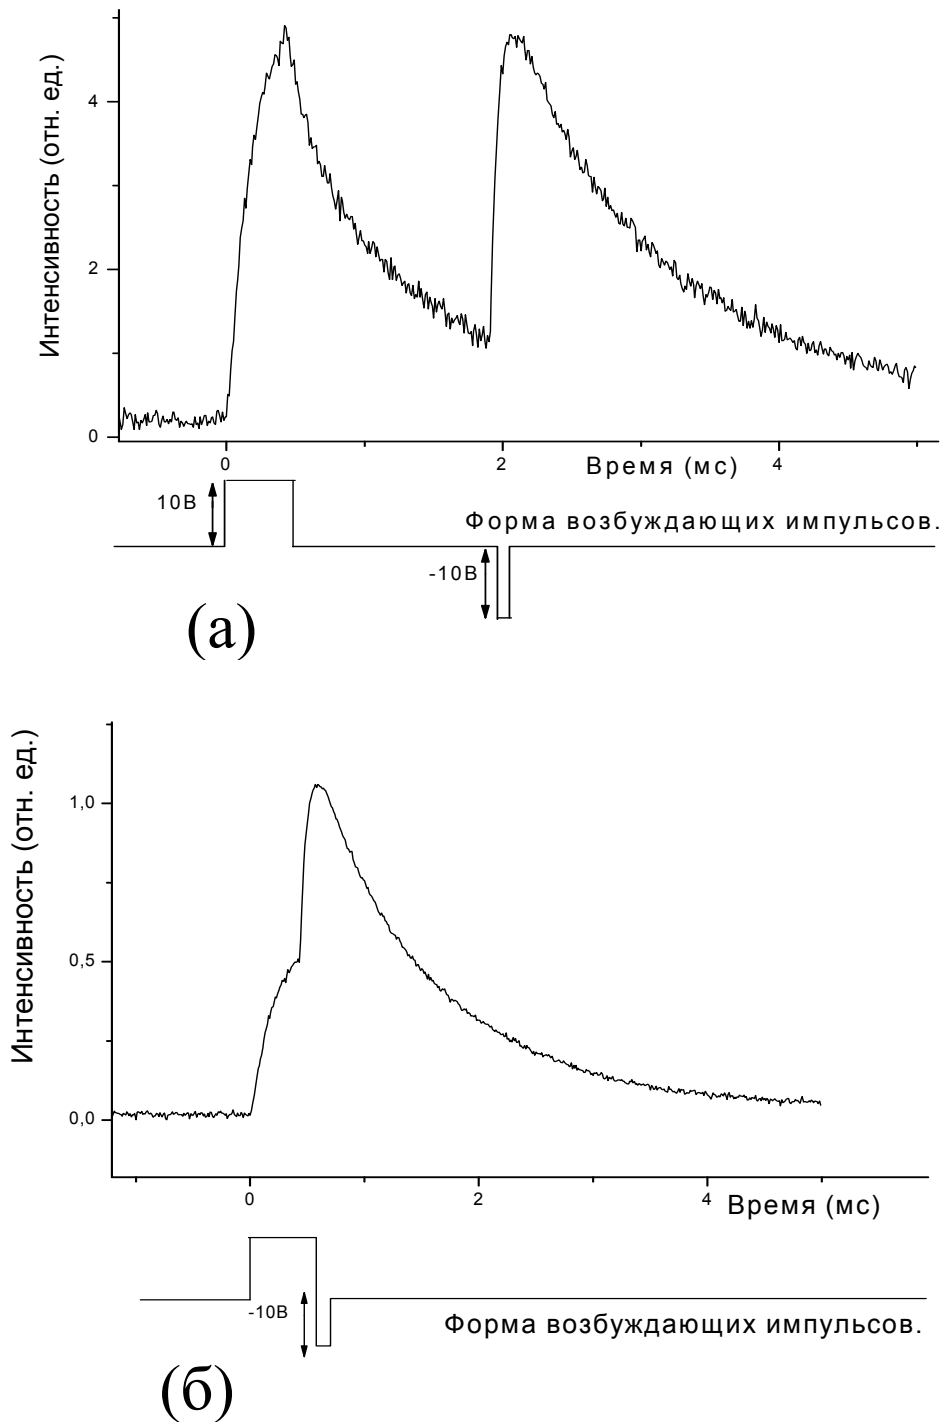 Интенсивность (отн. ед.)
4
2
0
0
2
Время (мс)
4
10В
Форма возбуждающих импульсов.
-10В
(а)
Интенсивность (отн. ед.)
1,0
0,5
0,0
0
2
4
Время (мс)
-10В
Форма возбуждающих импульсов.
(б)